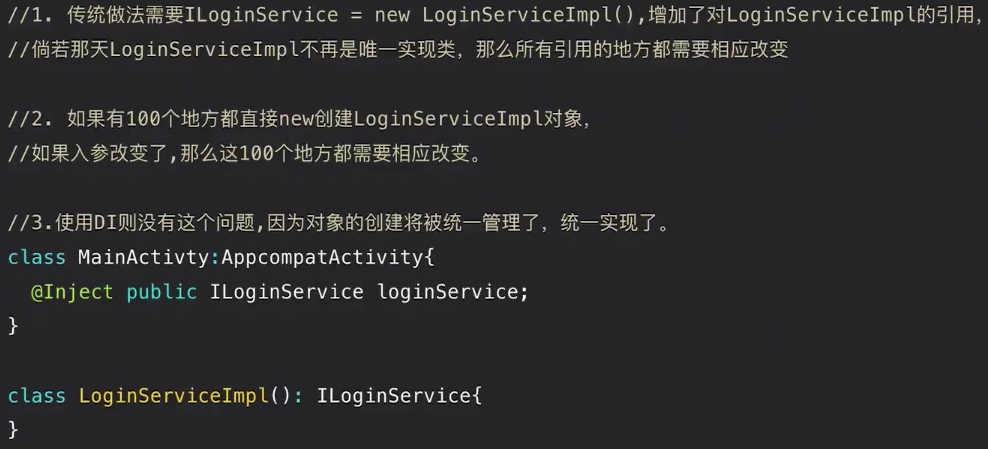 //1. 传统做法需要ILoginService = new LoginServiceImpl(),增加了对LoginServiceImpl的引用,
//倘若那天LoginServiceImpl不再是唯一实现类，那么所有引用的地方都需要相应改变
//2. 如果有100个地方都直接new创建LoginServiceImpl对象，
//如果入参改变了,那么这100个地方都需要相应改变。
//3.使用DI则没有这个问题,因为对象的创建将被统一管理了，统一实现了。
class MainActivty:AppcompatActivity{
@Inject public ILoginService loginService;
}
class LoginServiceImpl(): ILoginService{
}